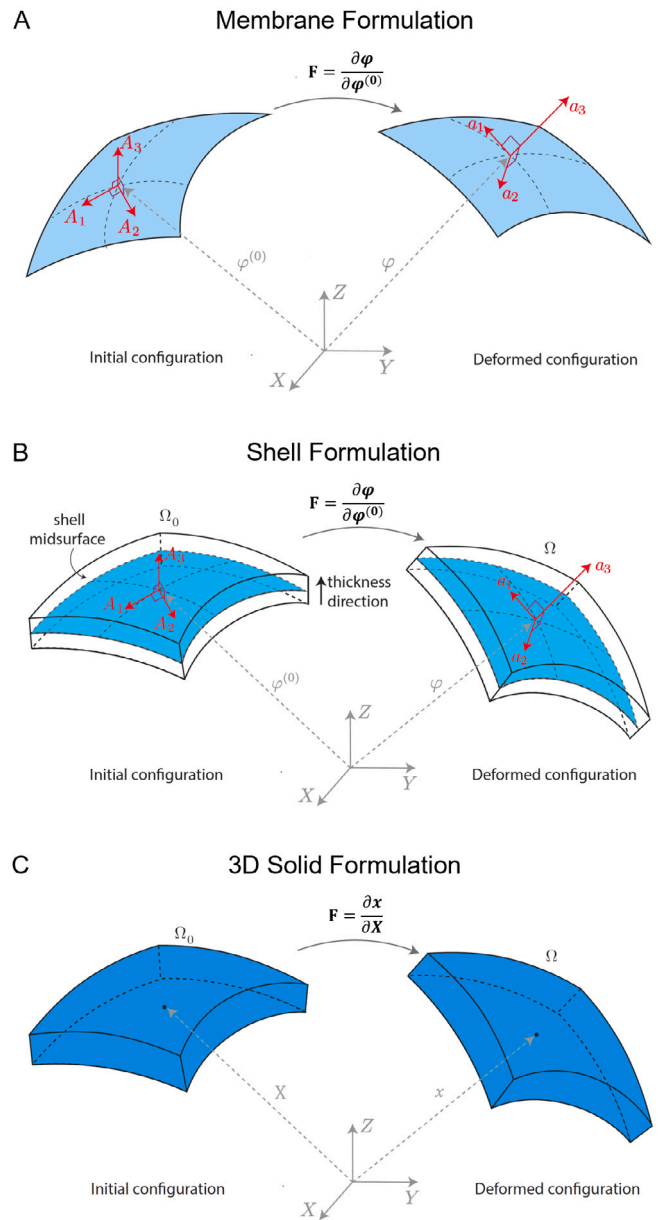 A
Membrane Formulation
F = ∂φ/∂φ⁽⁰⁾
A₃
A₁
A₂
a₁
a₂
a₃
φ⁽⁰⁾
φ
Z
Y
X
Initial configuration
Deformed configuration
B
Shell Formulation
F = ∂φ/∂φ⁽⁰⁾
shell
midsurface
Ω₀
A₃
A₁
A₂
thickness
direction
Ω
a₁
a₂
a₃
φ⁽⁰⁾
φ
Z
Y
X
Initial configuration
Deformed configuration
C
3D Solid Formulation
F = ∂x/∂X
Ω₀
Ω
X
x
Z
Y
X
Initial configuration
Deformed configuration